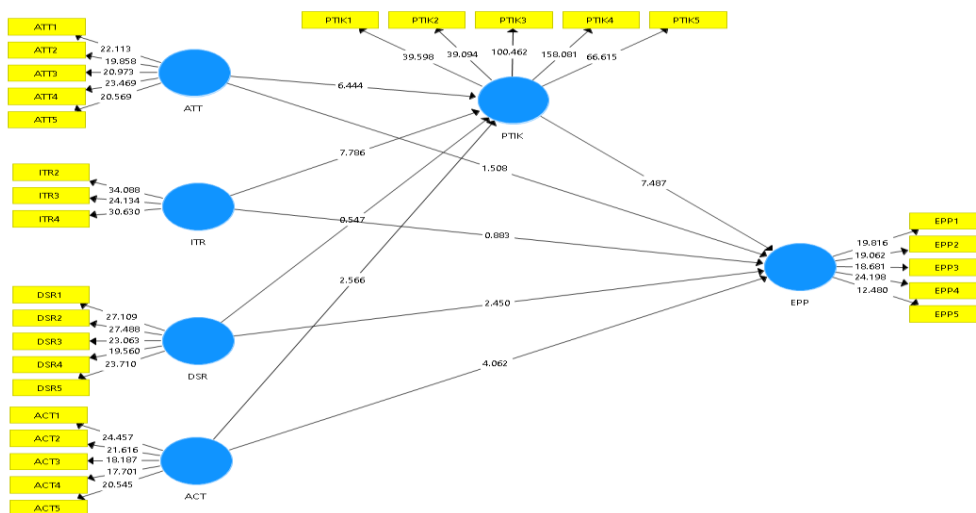 PTIK1
PTIK2
PTIK3
PTIK4
PTIK5
39.598
39.094
100.462
158.081
66.615
PTIK
ATT1
ATT2
ATT3
ATT4
ATT5
22.113
19.858
20.973
23.469
20.569
ATT
6.444
1.508
ITR2
ITR3
ITR4
34.088
24.134
30.630
ITR
7.786
0.883
7.487
DSR1
DSR2
DSR3
DSR4
DSR5
27.109
27.488
23.063
19.560
23.710
DSR
0.547
2.450
ACT1
ACT2
ACT3
ACT4
ACT5
24.457
21.616
18.187
17.701
20.545
ACT
2.566
4.062
EPP
19.816
19.062
18.681
24.198
12.480
EPP1
EPP2
EPP3
EPP4
EPP5